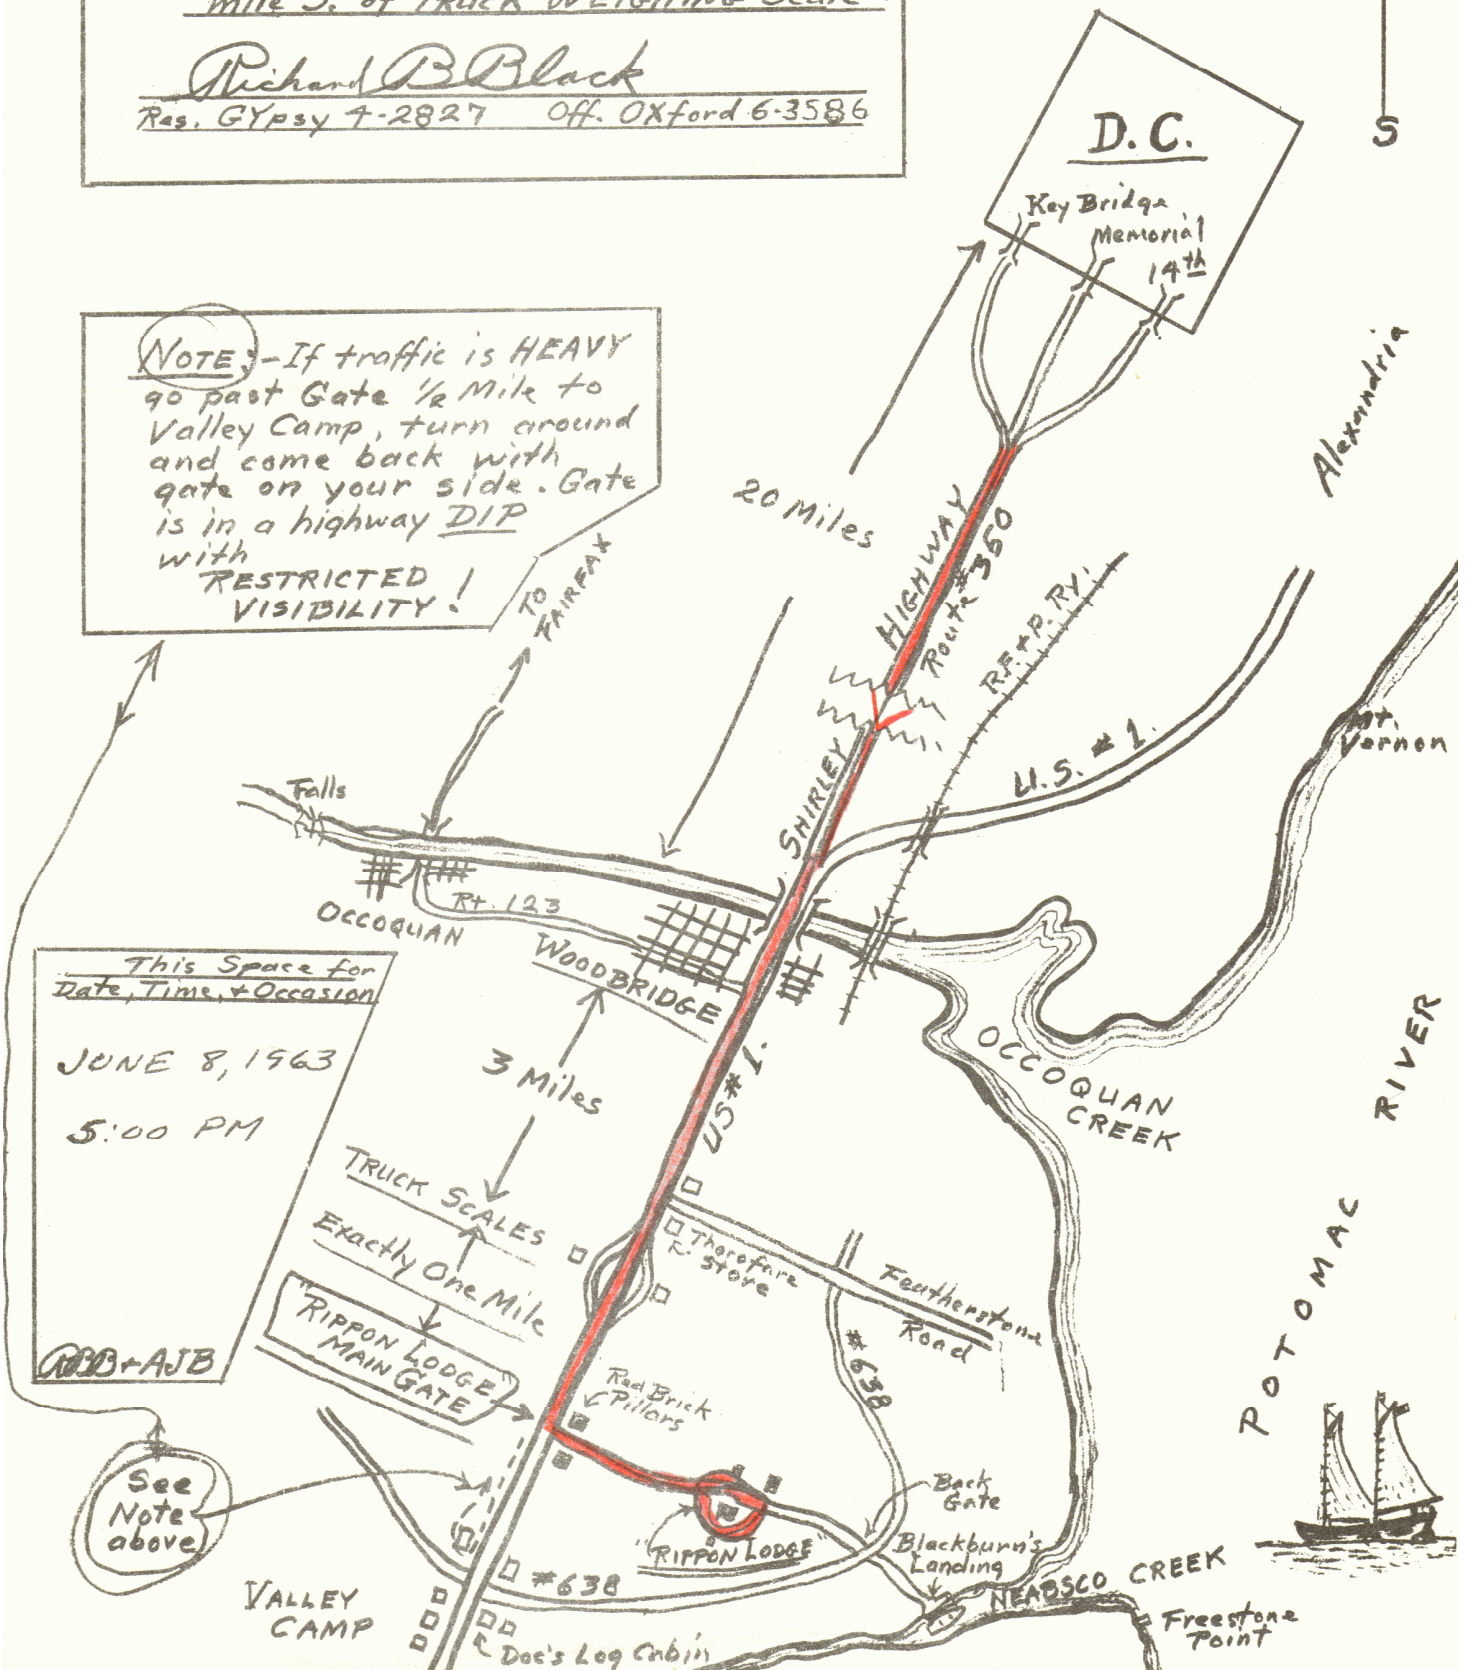 mile S. of TRUCK WEIGHING Scale
Richard B Black
Res. GYpsy 4-2827 Off. OXford 6-3586
S
D.C.
Key Bridge
Memorial
14th
NOTE:-If traffic is HEAVY
go past Gate 1/2 Mile to
Valley Camp, turn around
and come back with
gate on your side. Gate
is in a highway DIP
with
RESTRICTED
VISIBILITY!
TO
FAIRFAX
20 Miles
Alexandria
SHIRLEY HIGHWAY
Route #350
R.F.+P. RY.
U.S. #1.
Mt.
Vernon
Falls
OCCOQUAN
Rt. 123
WOODBRIDGE
This Space for
Date, Time, + Occasion
JUNE 8, 1963
5:00 PM
RBB+AJB
3 Miles
US #1.
OCCOQUAN
CREEK
POTOMAC RIVER
TRUCK SCALES
Exactly One Mile
RIPPON LODGE
MAIN GATE
Thorofare
Store
Featherstone
Road
#638
Red Brick
Pillars
See
Note
above
Back
Gate
"RIPPON LODGE"
Blackburn's
Landing
NEABSCO CREEK
#638
VALLEY
CAMP
Doc's Log Cabin
Freestone
Point